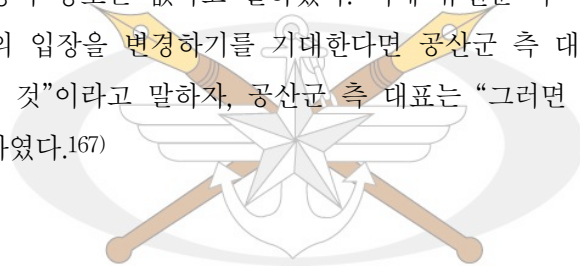 의 입장을 변경하기를 기대한다면 공산군 측 대
것”이라고 말하자, 공산군 측 대표는 “그러면
하였다.167)